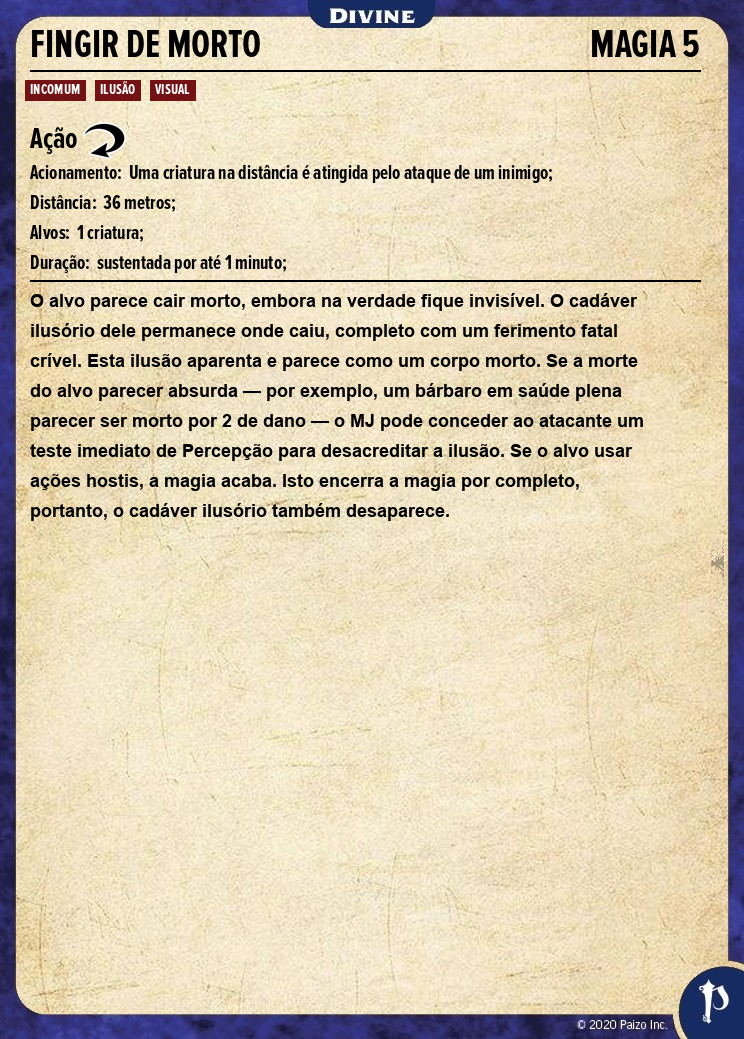 DIVINE
FINGIR DE MORTO MAGIA 5
INCOMUM ILUSÃO VISUAL
Ação
Acionamento: Uma criatura na distância é atingida pelo ataque de um inimigo;
Distância: 36 metros;
Alvos: 1 criatura;
Duração: sustentada por até 1 minuto;
O alvo parece cair morto, embora na verdade fique invisível. O cadáver
ilusório dele permanece onde caiu, completo com um ferimento fatal
crível. Esta ilusão aparenta e parece como um corpo morto. Se a morte
do alvo parecer absurda — por exemplo, um bárbaro em saúde plena
parecer ser morto por 2 de dano — o MJ pode conceder ao atacante um
teste imediato de Percepção para desacreditar a ilusão. Se o alvo usar
ações hostis, a magia acaba. Isto encerra a magia por completo,
portanto, o cadáver ilusório também desaparece.
© 2020 Paizo Inc.
P